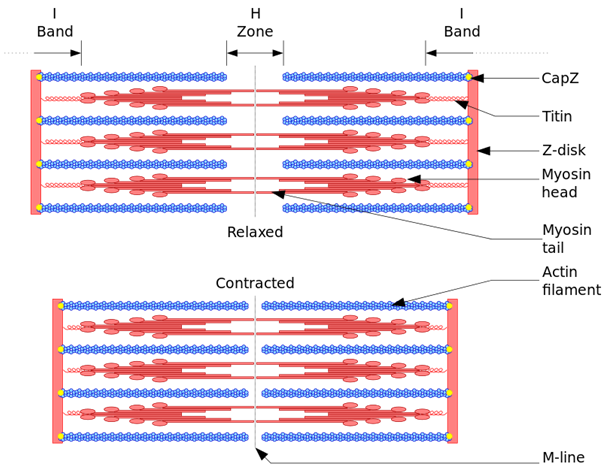 I
Band
H
Zone
I
Band
CapZ
Titin
Z-disk
Myosin
head
Relaxed
Myosin
tail
Actin
filament
Contracted
M-line